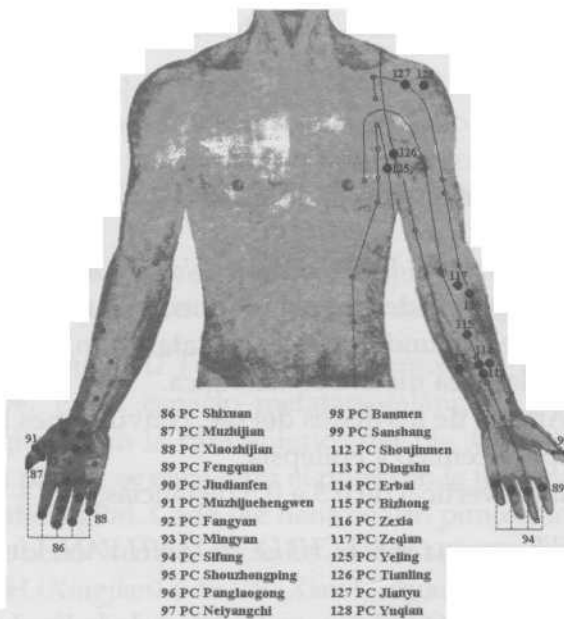 127
126
125
117
115
91
87
88
86
89
94
86 PC Shixuan
87 PC Muzhijian
88 PC Xiaozhijian
89 PC Fengquan
90 PC Jiudianfen
91 PC Muzhijuehengwen
92 PC Fangyan
93 PC Mingyan
94 PC Sifung
95 PC Shouzhongping
96 PC Panglaogong
97 PC Neiyangchi
98 PC Banmen
99 PC Sanshang
112 PC Shoujinmen
113 PC Dingshu
114 PC Erbai
115 PC Bizhong
116 PC Zexia
117 PC Zeqian
125 PC Yeling
126 PC Tianling
127 PC Jianyu
128 PC Yuqian